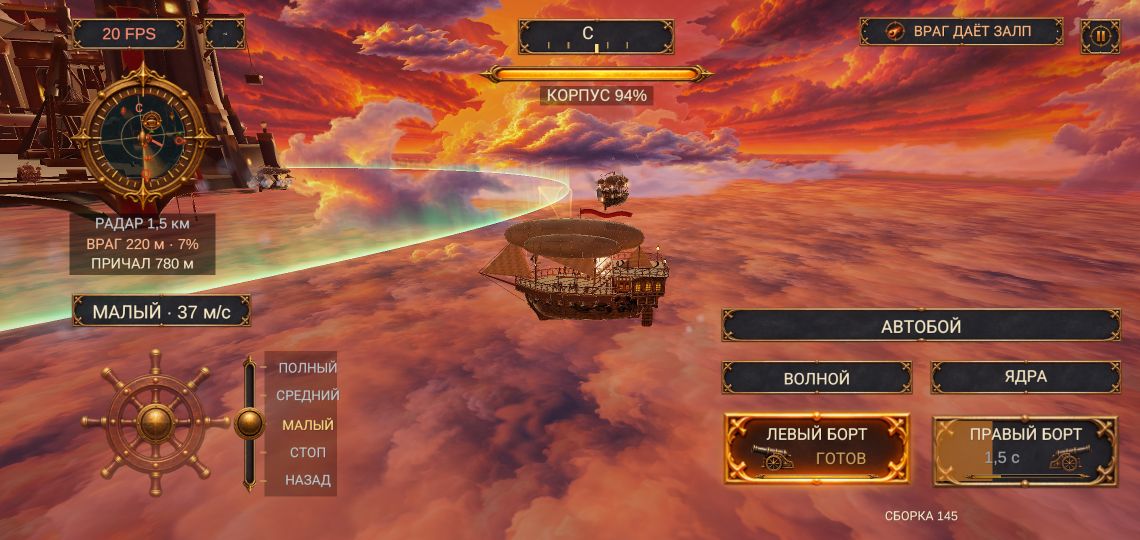 20 FPS
С
КОРПУС 94%
ВРАГ ДАЁТ ЗАЛП
С
РАДАР 1,5 км
ВРАГ 220 м · 7%
ПРИЧАЛ 780 м
МАЛЫЙ · 37 м/с
ПОЛНЫЙ
СРЕДНИЙ
МАЛЫЙ
СТОП
НАЗАД
АВТОБОЙ
ВОЛНОЙ
ЯДРА
ЛЕВЫЙ БОРТ
ГОТОВ
ПРАВЫЙ БОРТ
1,5 с
СБОРКА 145